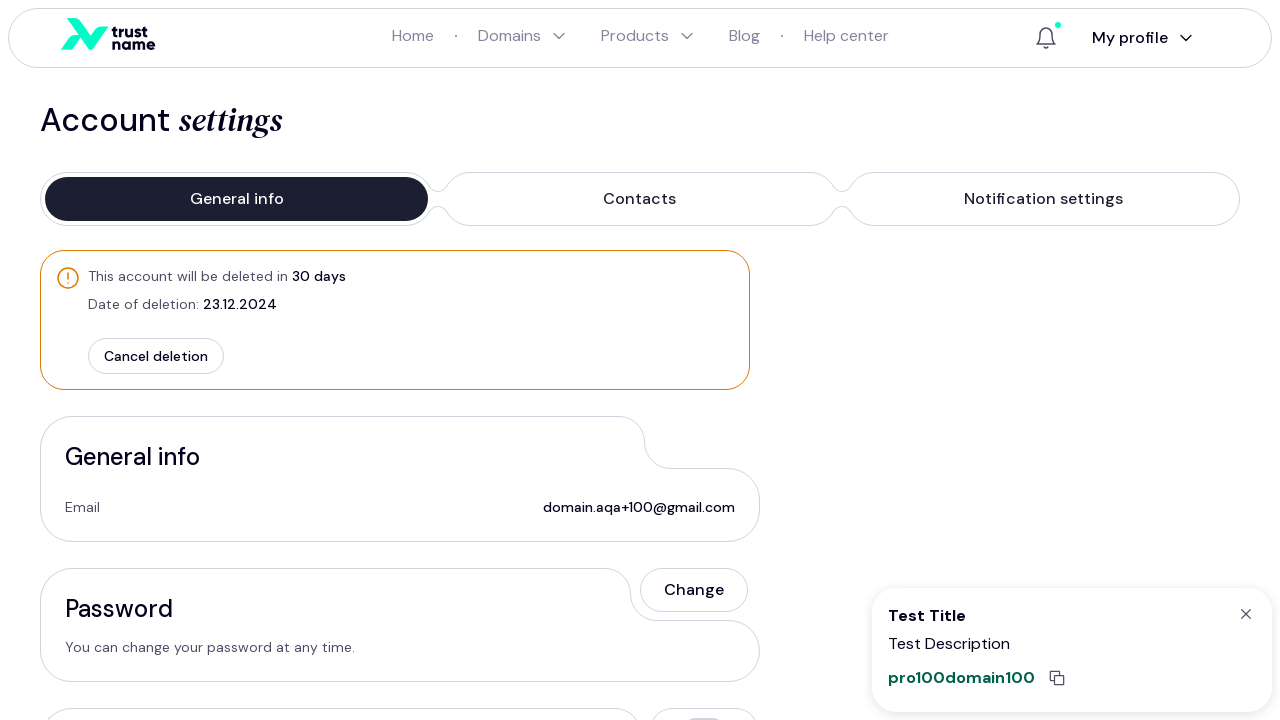 trust name
Home · Domains Products Blog · Help center
My profile
Account settings
General info
Contacts
Notification settings
This account will be deleted in 30 days
Date of deletion: 23.12.2024
Cancel deletion
General info
Email domain.aqa+100@gmail.com
Password
Change
You can change your password at any time.
Test Title
Test Description
pro100domain100